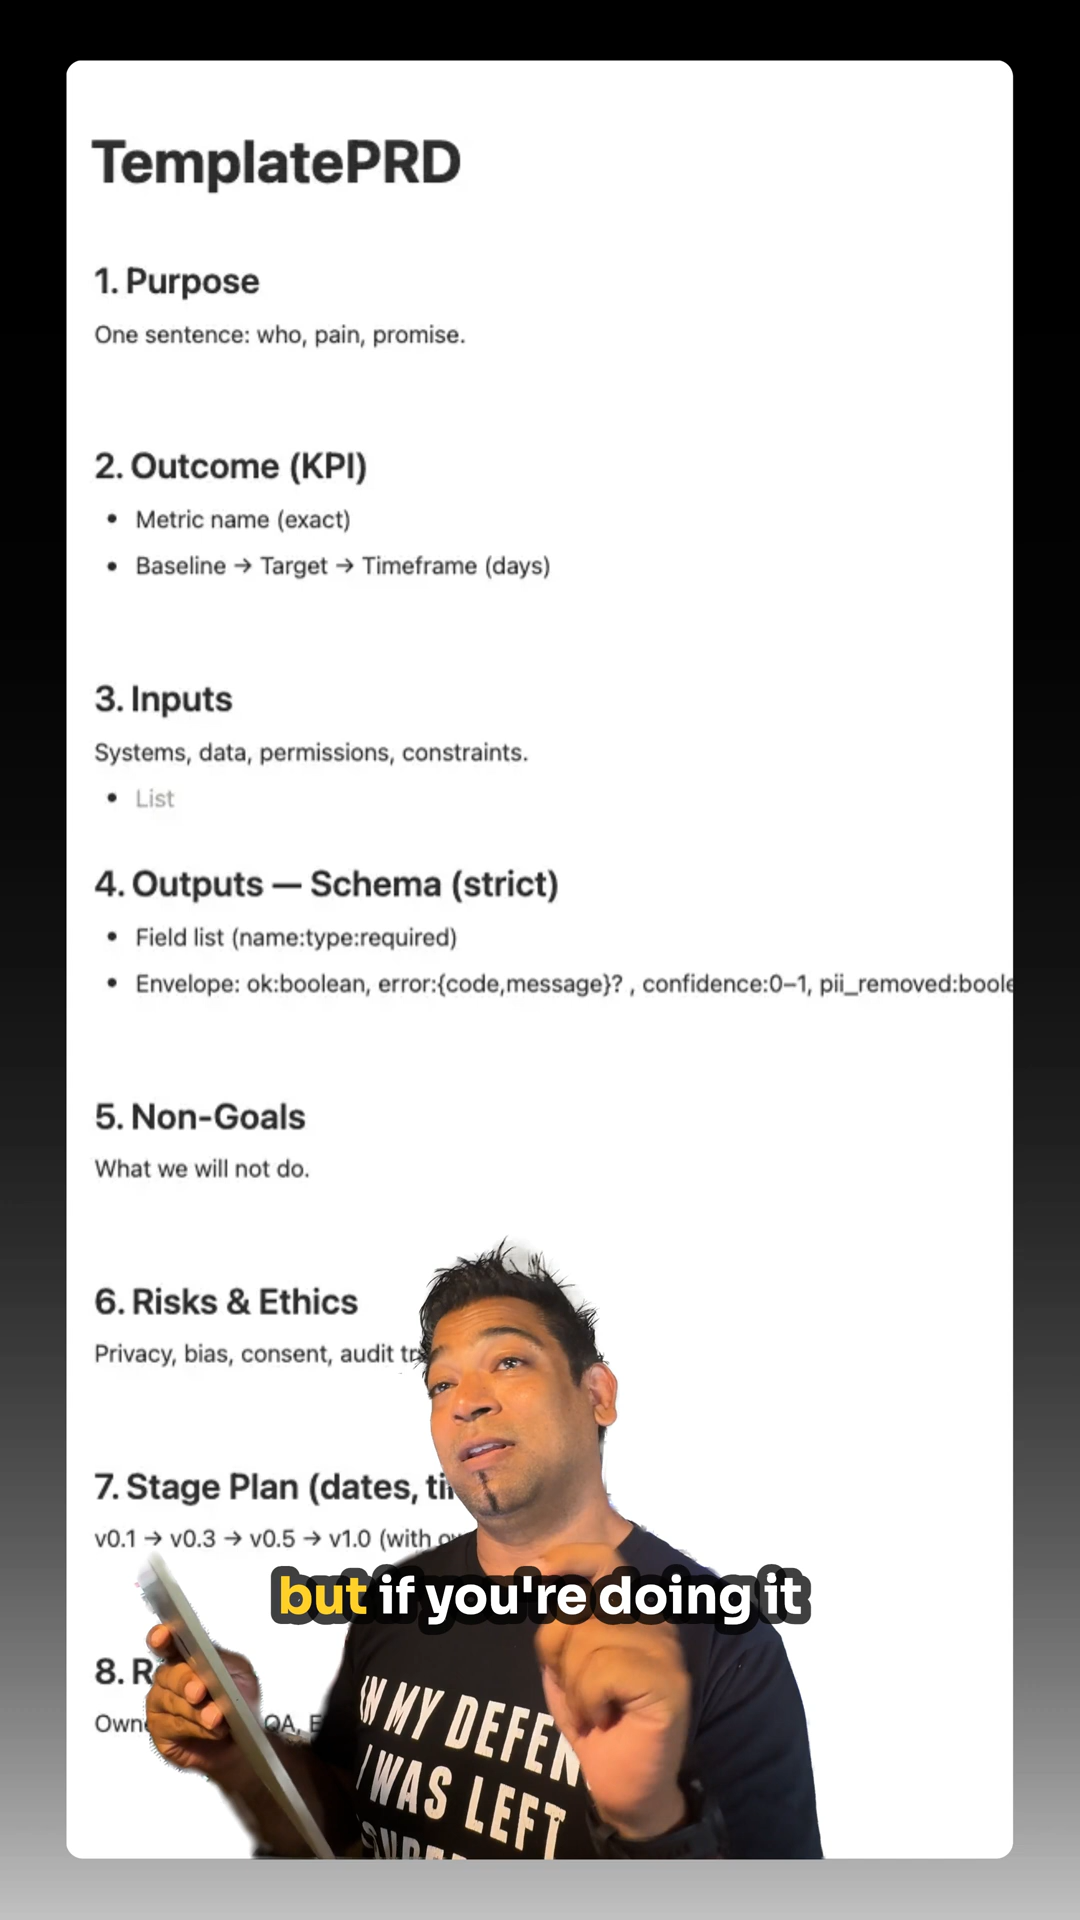 TemplatePRD
1. Purpose
One sentence: who, pain, promise.
2. Outcome (KPI)
• Metric name (exact)
• Baseline → Target → Timeframe (days)
3. Inputs
Systems, data, permissions, constraints.
• List
4. Outputs — Schema (strict)
• Field list (name:type:required)
• Envelope: ok:boolean, error:{code,message}? , confidence:0–1,
5. Non-Goals
What we will not do.
6. Risks & Ethics
Privacy, bias, consent, audit
7. Stage Plan (dates,
v0.1 → v0.3 → v0.5 → v1.0 (with
but if you're doing it
8.
QA,
IN MY
I WAS LEFT